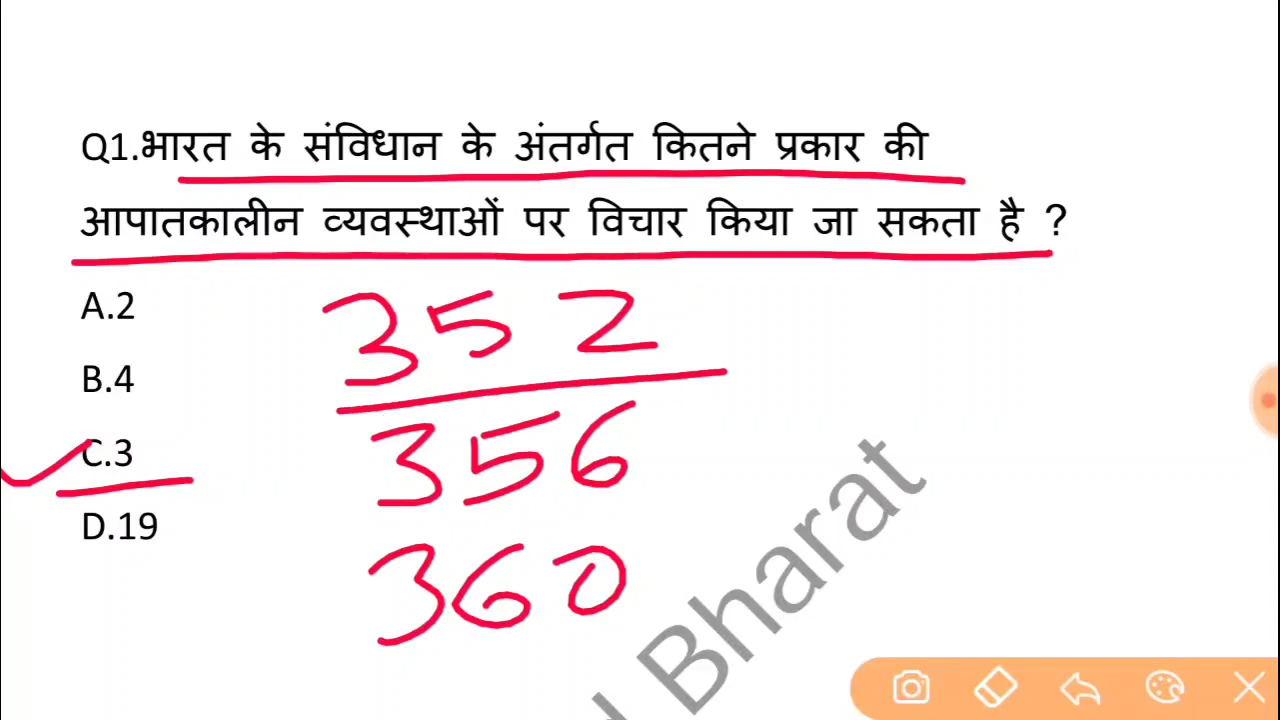 Q1.भारत के संविधान के अंतर्गत कितने प्रकार की
आपातकालीन व्यवस्थाओं पर विचार किया जा सकता है ?
A.2
352
B.4
356
C.3
D.19
360
Bharat